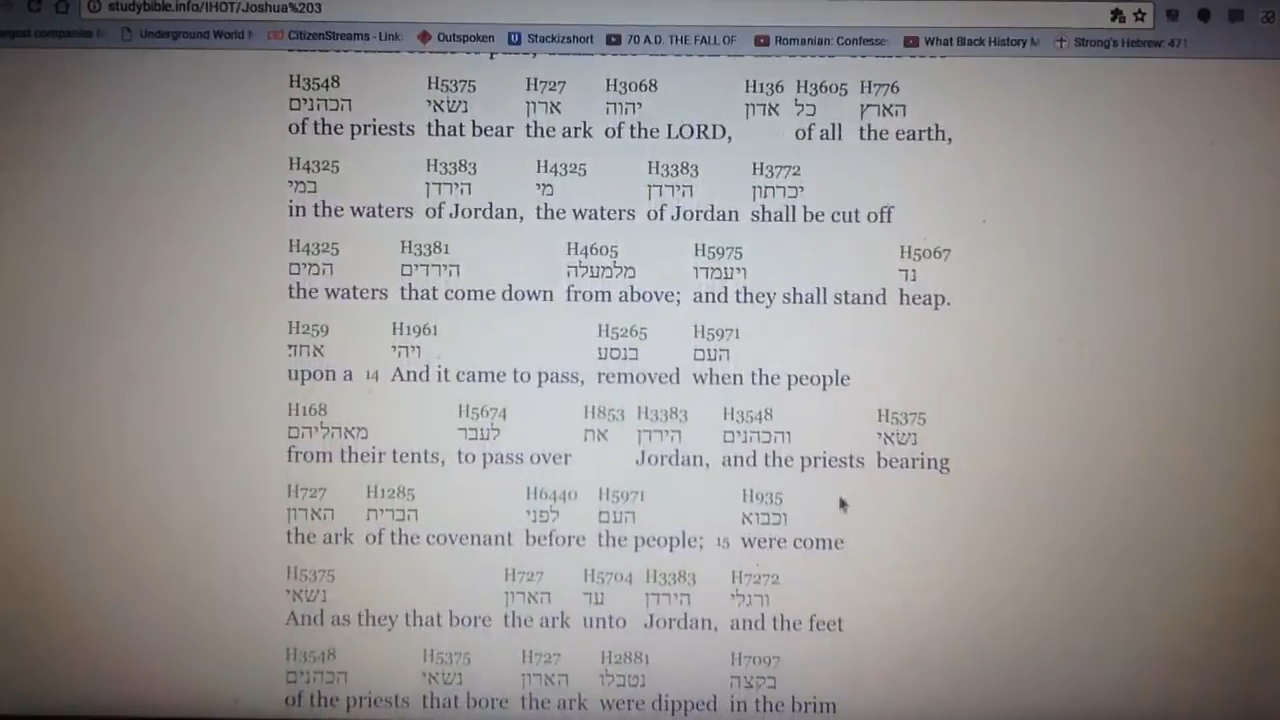 studybible.info/IHOT/Joshua%203
argest companies Underground World CitizenStreams - Link: Outspoken Stackizshort 70 A.D. THE FALL OF Romanian: Confesse What Black History M Strong's Hebrew: 471
H3548 H5375 H727 H3068 H136 H3605 H776
הכהנים נשאי ארון יהוה אדון כל הארץ
of the priests that bear the ark of the LORD, of all the earth,
H4325 H3383 H4325 H3383 H3772
במי הירדן מי הירדן יכרתון
in the waters of Jordan, the waters of Jordan shall be cut off
H4325 H3381 H4605 H5975 H5067
המים הירדים מלמעלה ויעמדו נד
the waters that come down from above; and they shall stand heap.
H259 H1961 H5265 H5971
אחד׃ ויהי בנסע העם
upon a 14 And it came to pass, removed when the people
H168 H5674 H853 H3383 H3548 H5375
מאהליהם לעבר את הירדן והכהנים נשאי
from their tents, to pass over Jordan, and the priests bearing
H727 H1285 H6440 H5971 H935
הארון הברית לפני העם׃ וכבוא
the ark of the covenant before the people; 15 were come
H5375 H727 H5704 H3383 H7272
נשאי הארון עד הירדן ורגלי
And as they that bore the ark unto Jordan, and the feet
H3548 H5375 H727 H2881 H7097
הכהנים נשאי הארון נטבלו בקצה
of the priests that bore the ark were dipped in the brim